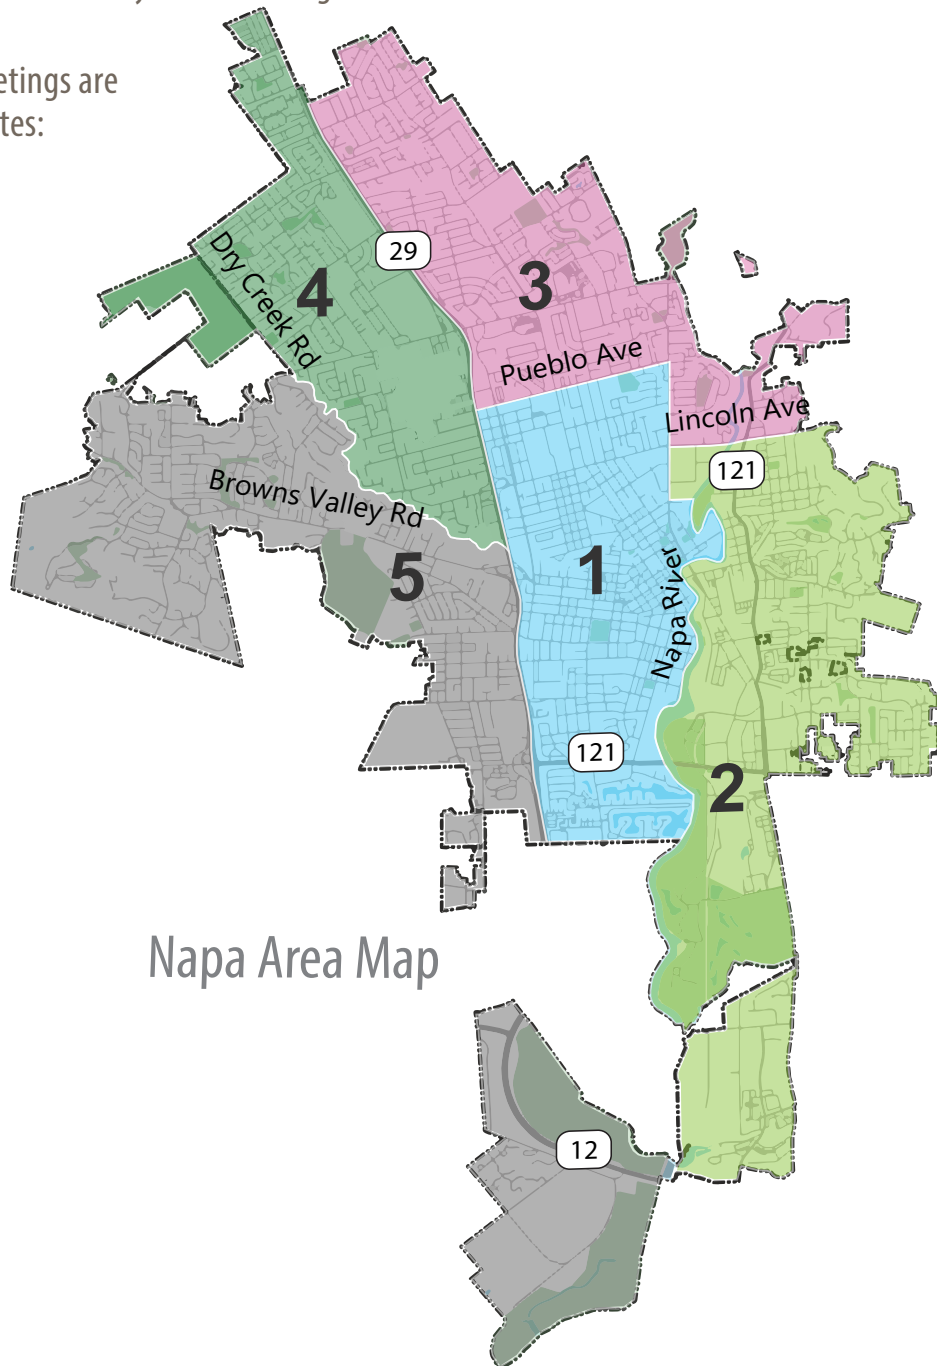 etings are
tes:
29
Dry Creek Rd
4
3
Pueblo Ave
Lincoln Ave
121
Browns Valley Rd
5
1
Napa River
121
2
Napa Area Map
12